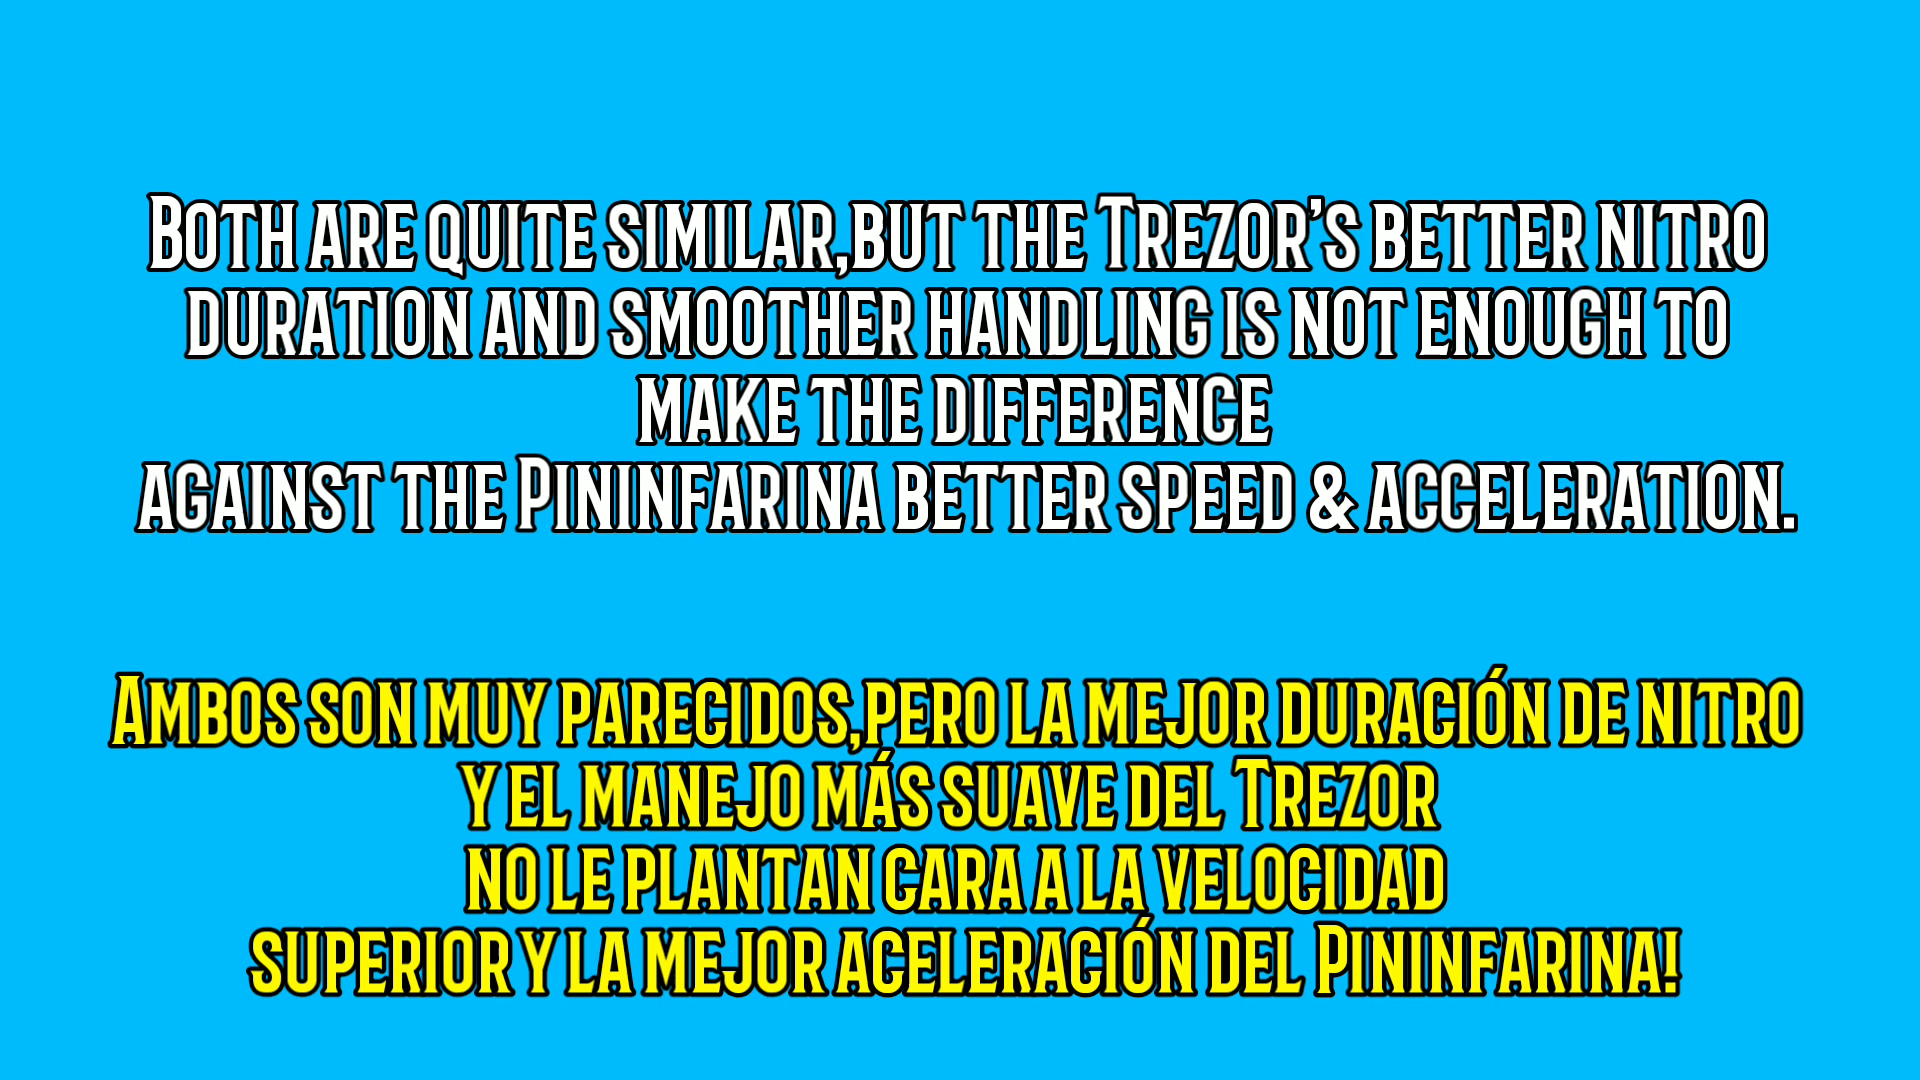 Both are quite similar,but the Trezor's better nitro
duration and smoother handling is not enough to
make the difference
against the Pininfarina better speed & acceleration.
Ambos son muy parecidos,pero la mejor duración de nitro
y el manejo más suave del Trezor
no le plantan cara a la velocidad
superior y la mejor aceleración del Pininfarina!